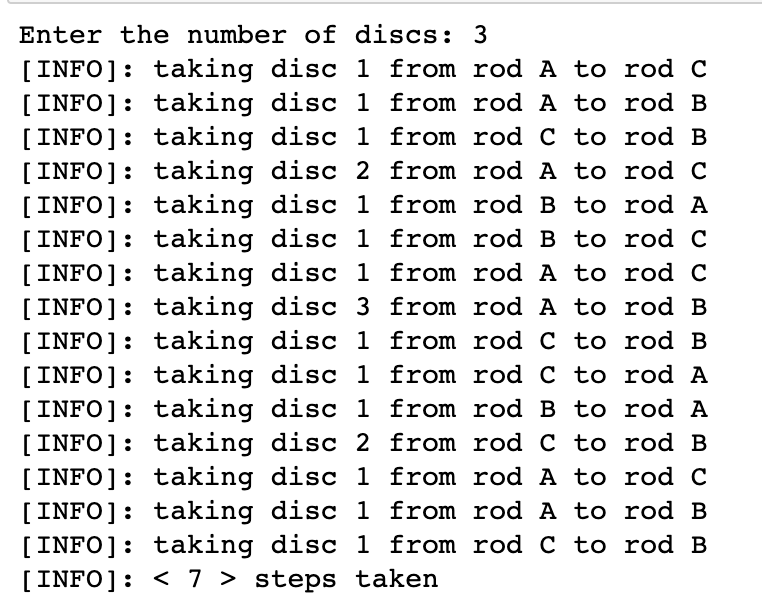 Enter the number of discs: 3
[INFO]: taking disc 1 from rod A to rod C
[INFO]: taking disc 1 from rod A to rod B
[INFO]: taking disc 1 from rod C to rod B
[INFO]: taking disc 2 from rod A to rod C
[INFO]: taking disc 1 from rod B to rod A
[INFO]: taking disc 1 from rod B to rod C
[INFO]: taking disc 1 from rod A to rod C
[INFO]: taking disc 3 from rod A to rod B
[INFO]: taking disc 1 from rod C to rod B
[INFO]: taking disc 1 from rod C to rod A
[INFO]: taking disc 1 from rod B to rod A
[INFO]: taking disc 2 from rod C to rod B
[INFO]: taking disc 1 from rod A to rod C
[INFO]: taking disc 1 from rod A to rod B
[INFO]: taking disc 1 from rod C to rod B
[INFO]: < 7 > steps taken